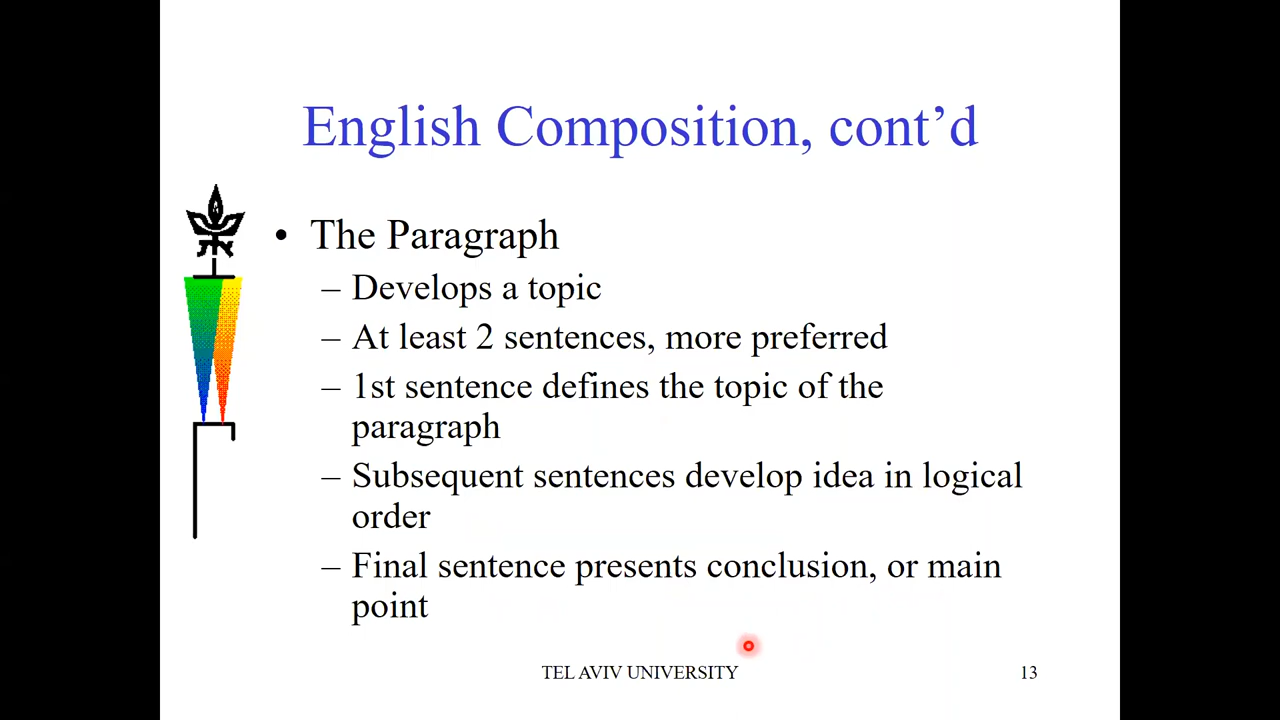 English Composition, cont’d
• The Paragraph
– Develops a topic
– At least 2 sentences, more preferred
– 1st sentence defines the topic of the
paragraph
– Subsequent sentences develop idea in logical
order
– Final sentence presents conclusion, or main
point
TEL AVIV UNIVERSITY
13